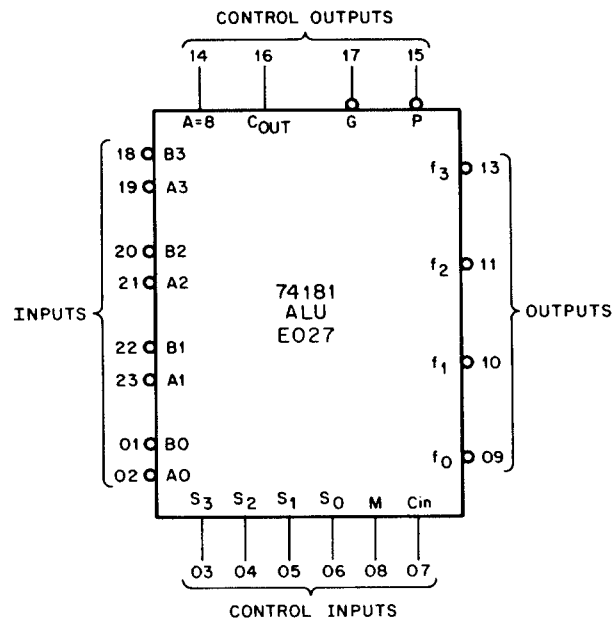 CONTROL OUTPUTS
14 16 17 15
A=8 COUT G P
18 B3
19 A3
f3 13
20 B2
21 A2
f2 11
74181
ALU
E027
INPUTS
OUTPUTS
22 B1
23 A1
f1 10
01 B0
02 A0
f0 09
S3 S2 S1 S0 M Cin
03 04 05 06 08 07
CONTROL INPUTS